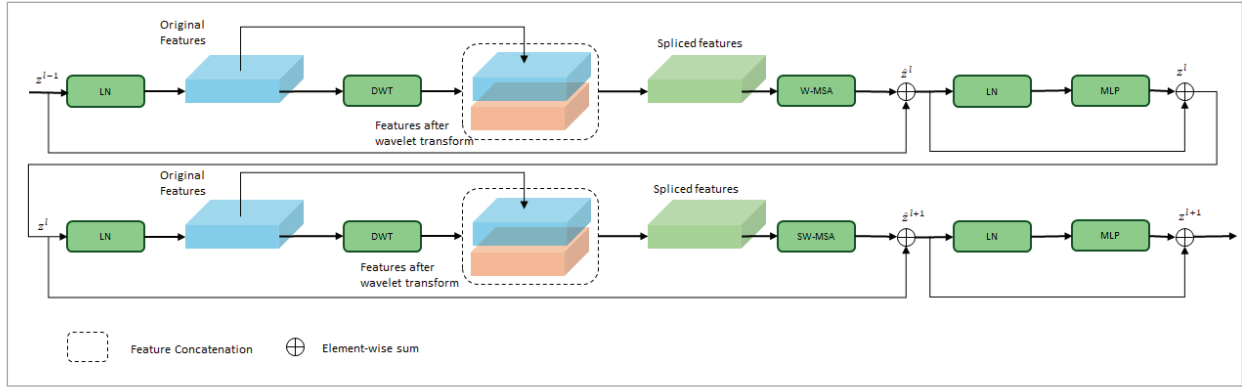 Original
Features
Spliced features
z^{l-1}
LN
DWT
W-MSA
ẑ^l
LN
MLP
z^l
Features after
wavelet transform
Original
Features
Spliced features
z^l
LN
DWT
SW-MSA
ẑ^{l+1}
LN
MLP
z^{l+1}
Features after
wavelet transform
Feature Concatenation
Element-wise sum